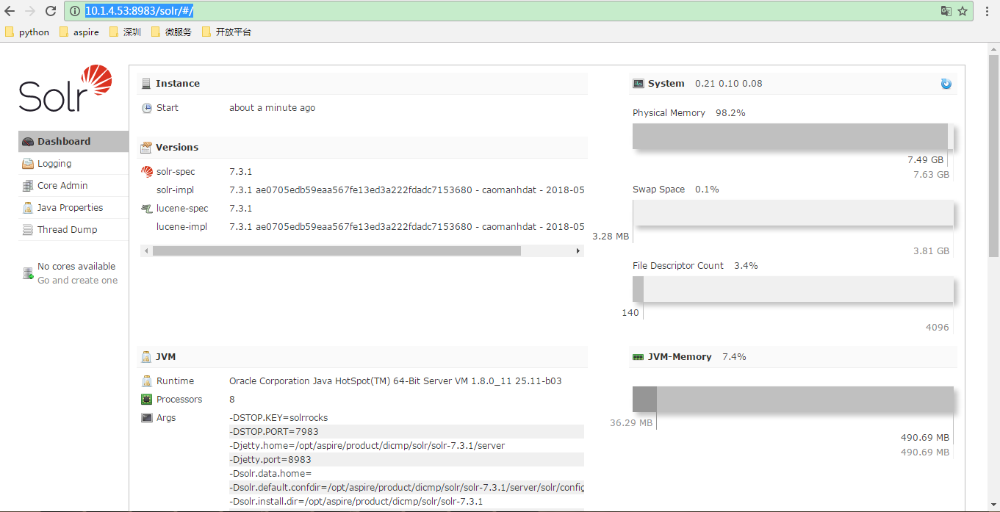 10.1.4.53:8983/solr/#/
python aspire 深圳 微服务 开放平台
Solr
Dashboard
Logging
Core Admin
Java Properties
Thread Dump
No cores available
Go and create one
Instance
Start about a minute ago
Versions
solr-spec 7.3.1
solr-impl 7.3.1 ae0705edb59eaa567fe13ed3a222fdadc7153680 - caomanhdat - 2018-05
lucene-spec 7.3.1
lucene-impl 7.3.1 ae0705edb59eaa567fe13ed3a222fdadc7153680 - caomanhdat - 2018-05
JVM
Runtime Oracle Corporation Java HotSpot(TM) 64-Bit Server VM 1.8.0_11 25.11-b03
Processors 8
Args -DSTOP.KEY=solrrocks
-DSTOP.PORT=7983
-Djetty.home=/opt/aspire/product/dicmp/solr/solr-7.3.1/server
-Djetty.port=8983
-Dsolr.data.home=
-Dsolr.default.confdir=/opt/aspire/product/dicmp/solr/solr-7.3.1/server/solr/config
-Dsolr.install.dir=/opt/aspire/product/dicmp/solr/solr-7.3.1
System 0.21 0.10 0.08
Physical Memory 98.2%
7.49 GB
7.63 GB
Swap Space 0.1%
3.28 MB
3.81 GB
File Descriptor Count 3.4%
140
4096
JVM-Memory 7.4%
36.29 MB
490.69 MB
490.69 MB